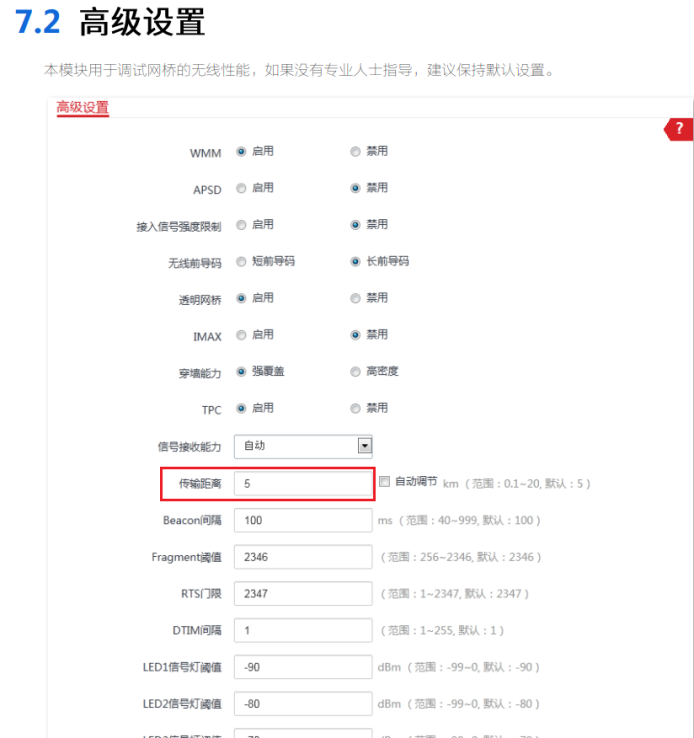 7.2 高级设置
本模块用于调试网桥的无线性能，如果没有专业人士指导，建议保持默认设置。
高级设置
?
WMM 启用 禁用
APSD 启用 禁用
接入信号强度限制 启用 禁用
无线前导码 短前导码 长前导码
透明网桥 启用 禁用
IMAX 启用 禁用
穿墙能力 强覆盖 高密度
TPC 启用 禁用
信号接收能力 自动
传输距离 5 自动调节 km（范围：0.1~20, 默认：5）
Beacon间隔 100 ms（范围：40~999, 默认：100）
Fragment阈值 2346 （范围：256~2346, 默认：2346）
RTS门限 2347 （范围：1~2347, 默认：2347）
DTIM间隔 1 （范围：1~255, 默认：1）
LED1信号灯阈值 -90 dBm（范围：-99~0, 默认：-90）
LED2信号灯阈值 -80 dBm（范围：-99~0, 默认：-80）